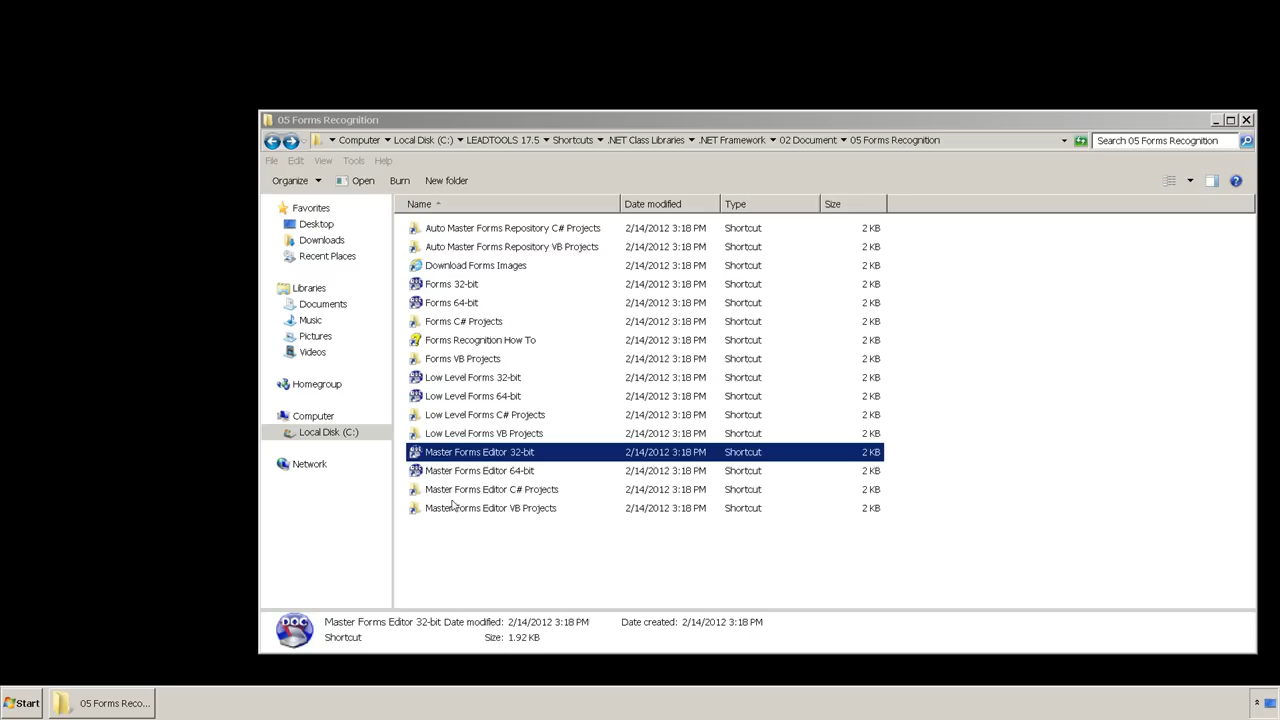 05 Forms Recognition
Computer Local Disk (C:) LEADTOOLS 17.5 Shortcuts .NET Class Libraries .NET Framework 02 Document 05 Forms Recognition
Search 05 Forms Recognition
File Edit View Tools Help
Organize Open Burn New folder
Favorites
Desktop
Downloads
Recent Places
Libraries
Documents
Music
Pictures
Videos
Homegroup
Computer
Local Disk (C:)
Network
Name Date modified Type Size
Auto Master Forms Repository C# Projects 2/14/2012 3:18 PM Shortcut 2 KB
Auto Master Forms Repository VB Projects 2/14/2012 3:18 PM Shortcut 2 KB
Download Forms Images 2/14/2012 3:18 PM Shortcut 2 KB
Forms 32-bit 2/14/2012 3:18 PM Shortcut 2 KB
Forms 64-bit 2/14/2012 3:18 PM Shortcut 2 KB
Forms C# Projects 2/14/2012 3:18 PM Shortcut 2 KB
Forms Recognition How To 2/14/2012 3:18 PM Shortcut 2 KB
Forms VB Projects 2/14/2012 3:18 PM Shortcut 2 KB
Low Level Forms 32-bit 2/14/2012 3:18 PM Shortcut 2 KB
Low Level Forms 64-bit 2/14/2012 3:18 PM Shortcut 2 KB
Low Level Forms C# Projects 2/14/2012 3:18 PM Shortcut 2 KB
Low Level Forms VB Projects 2/14/2012 3:18 PM Shortcut 2 KB
Master Forms Editor 32-bit 2/14/2012 3:18 PM Shortcut 2 KB
Master Forms Editor 64-bit 2/14/2012 3:18 PM Shortcut 2 KB
Master Forms Editor C# Projects 2/14/2012 3:18 PM Shortcut 2 KB
Master Forms Editor VB Projects 2/14/2012 3:18 PM Shortcut 2 KB
DOC
Master Forms Editor 32-bit Date modified: 2/14/2012 3:18 PM Date created: 2/14/2012 3:18 PM
Shortcut Size: 1.92 KB
Start 05 Forms Reco...